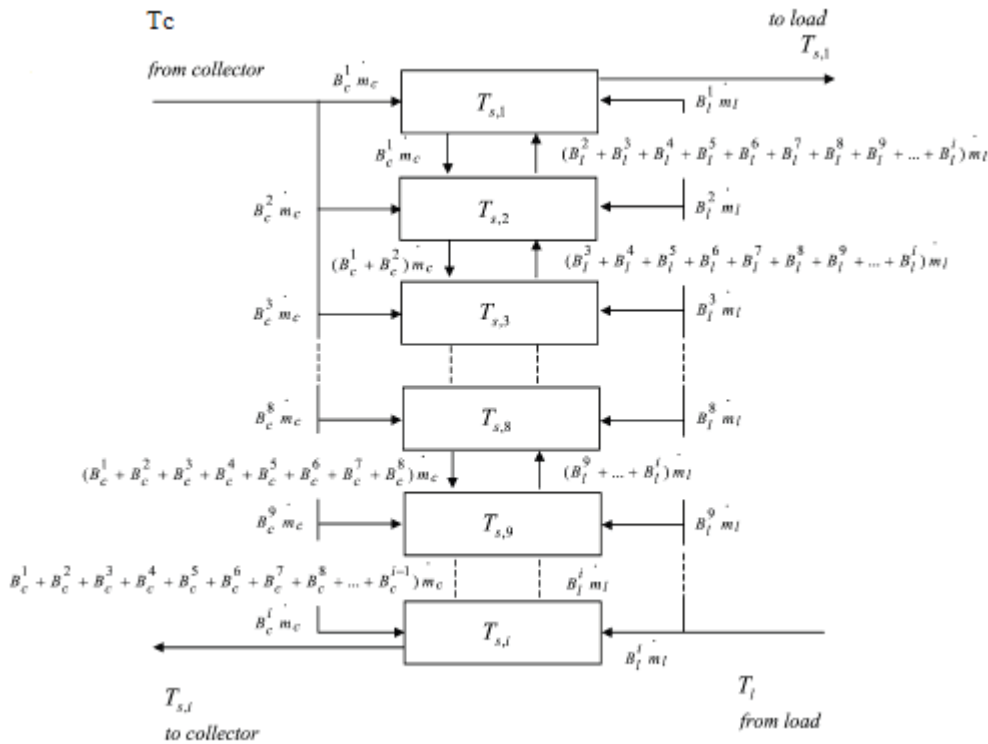 Tc
to load
T_{s,1}
from collector
B_c^1 ṁ_c
T_{s,1}
B_l^1 ṁ_l
B_c^1 ṁ_c
(B_l^2 + B_l^3 + B_l^4 + B_l^5 + B_l^6 + B_l^7 + B_l^8 + B_l^9 + ... + B_l^i) ṁ_l
B_c^2 ṁ_c
T_{s,2}
B_l^2 ṁ_l
(B_c^1 + B_c^2) ṁ_c
(B_l^3 + B_l^4 + B_l^5 + B_l^6 + B_l^7 + B_l^8 + B_l^9 + ... + B_l^i) ṁ_l
B_c^3 ṁ_c
T_{s,3}
B_l^3 ṁ_l
B_c^8 ṁ_c
T_{s,8}
B_l^8 ṁ_l
(B_c^1 + B_c^2 + B_c^3 + B_c^4 + B_c^5 + B_c^6 + B_c^7 + B_c^8) ṁ_c
(B_l^9 + ... + B_l^i) ṁ_l
B_c^9 ṁ_c
T_{s,9}
B_l^9 ṁ_l
B_c^1 + B_c^2 + B_c^3 + B_c^4 + B_c^5 + B_c^6 + B_c^7 + B_c^8 + ... + B_c^{i-1}) ṁ_c
B_l^i ṁ_l
B_c^i ṁ_c
T_{s,i}
B_l^i ṁ_l
T_{s,i}
to collector
T_l
from load